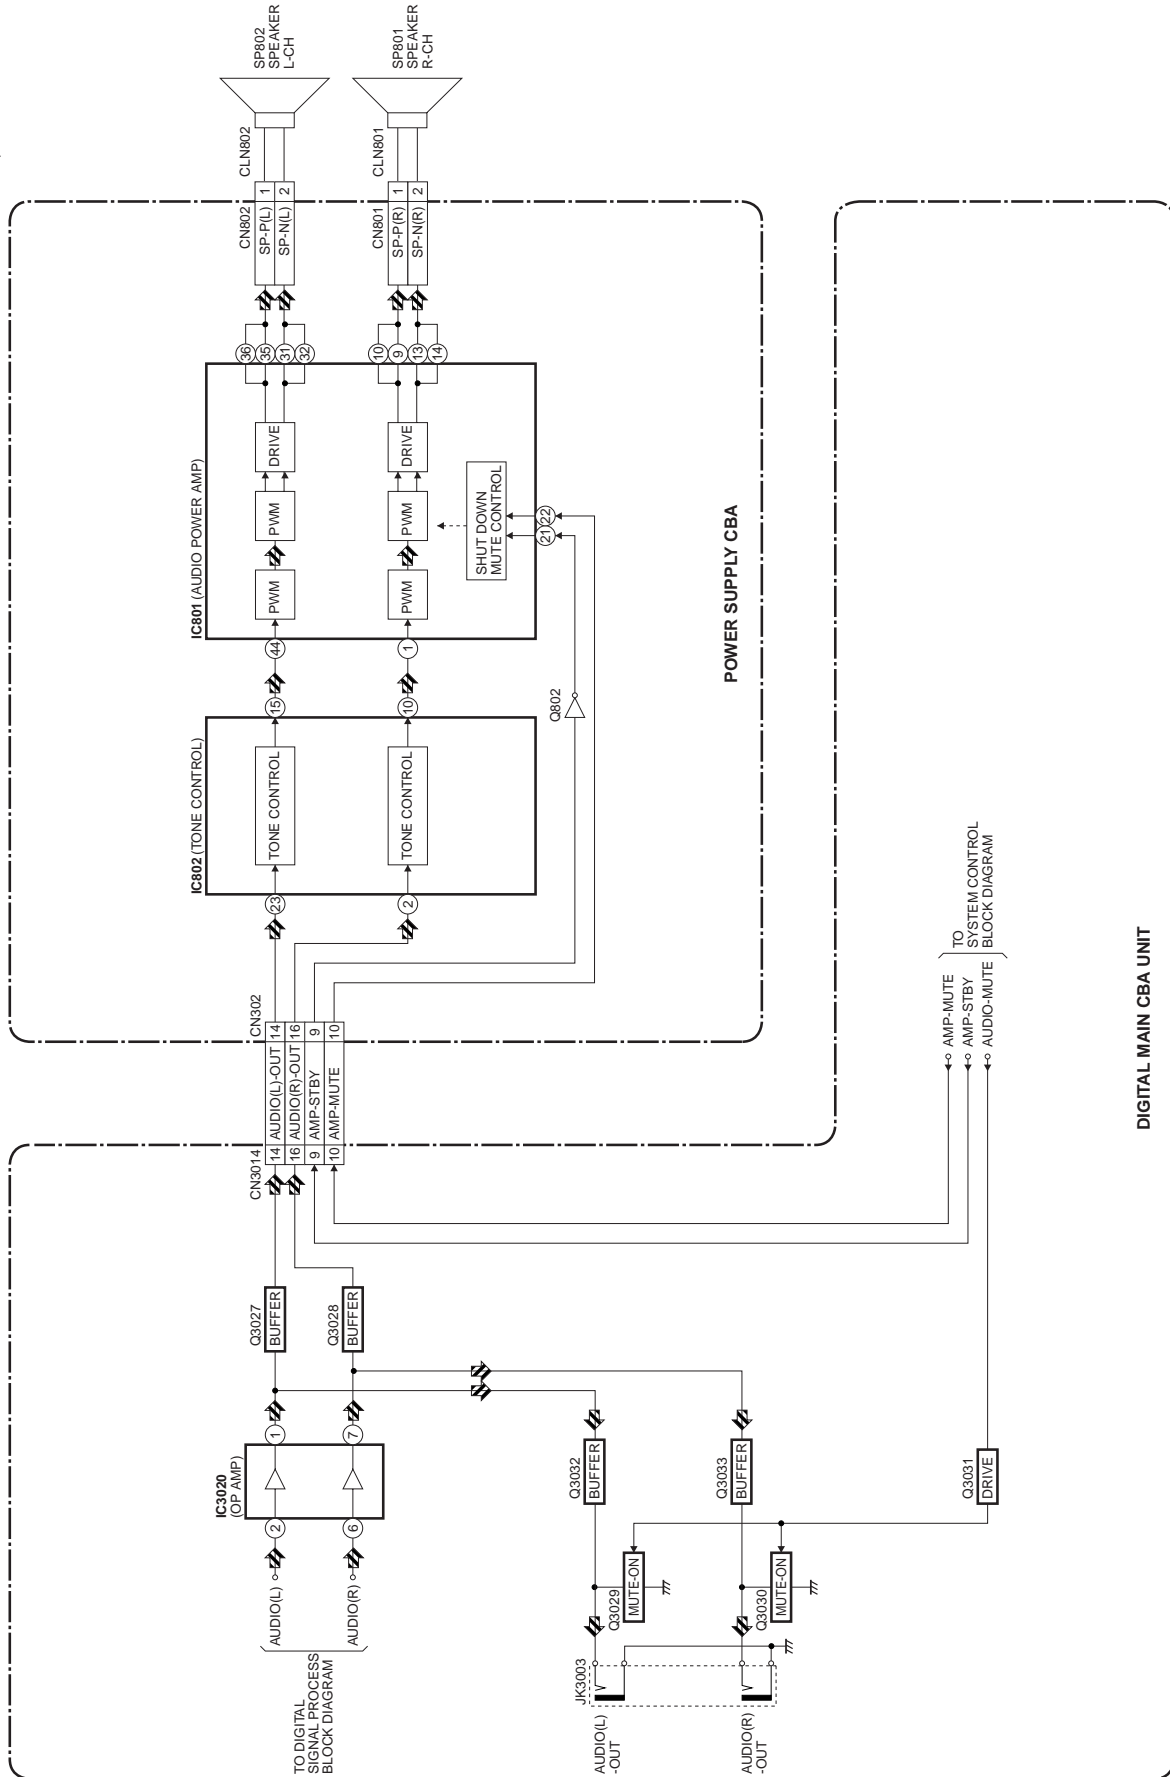 SP802
SPEAKER
L-CH
SP801
SPEAKER
R-CH
CLN802
CLN801
CN802
SP-P(L) 1
SP-N(L) 2
CN801
SP-P(R) 1
SP-N(R) 2
36
35
31
32
10
9
13
14
IC801 (AUDIO POWER AMP)
DRIVE
PWM
PWM
DRIVE
PWM
PWM
SHUT DOWN
MUTE CONTROL
21
22
44
1
15
10
IC802 (TONE CONTROL)
TONE CONTROL
TONE CONTROL
23
2
Q802
POWER SUPPLY CBA
CN302
CN3014
14 AUDIO(L)-OUT 14
16 AUDIO(R)-OUT 16
9 AMP-STBY 9
10 AMP-MUTE 10
AMP-MUTE
AMP-STBY
AUDIO-MUTE
TO
SYSTEM CONTROL
BLOCK DIAGRAM
DIGITAL MAIN CBA UNIT
Q3027
BUFFER
Q3028
BUFFER
IC3020
(OP AMP)
1
7
2
6
AUDIO(L)
AUDIO(R)
TO DIGITAL
SIGNAL PROCESS
BLOCK DIAGRAM
Q3032
BUFFER
Q3033
BUFFER
Q3031
DRIVE
Q3029
MUTE-ON
Q3030
MUTE-ON
JK3003
AUDIO(L)
-OUT
AUDIO(R)
-OUT